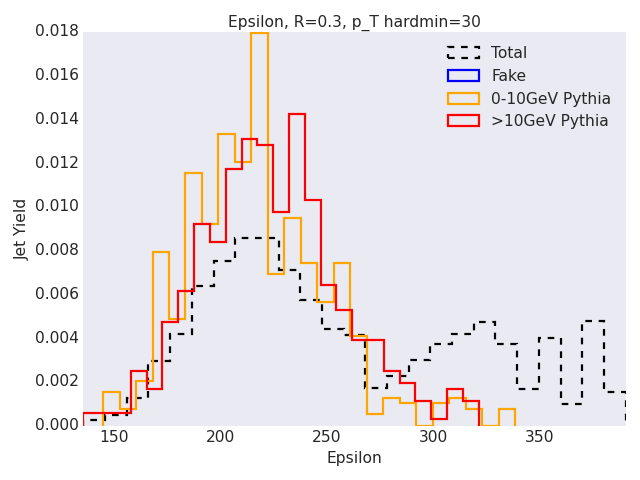 Epsilon, R=0.3, p_T hardmin=30
0.018
0.016
0.014
0.012
0.010
0.008
0.006
0.004
0.002
0.000
Jet Yield
Total
Fake
0-10GeV Pythia
>10GeV Pythia
150 200 250 300 350
Epsilon